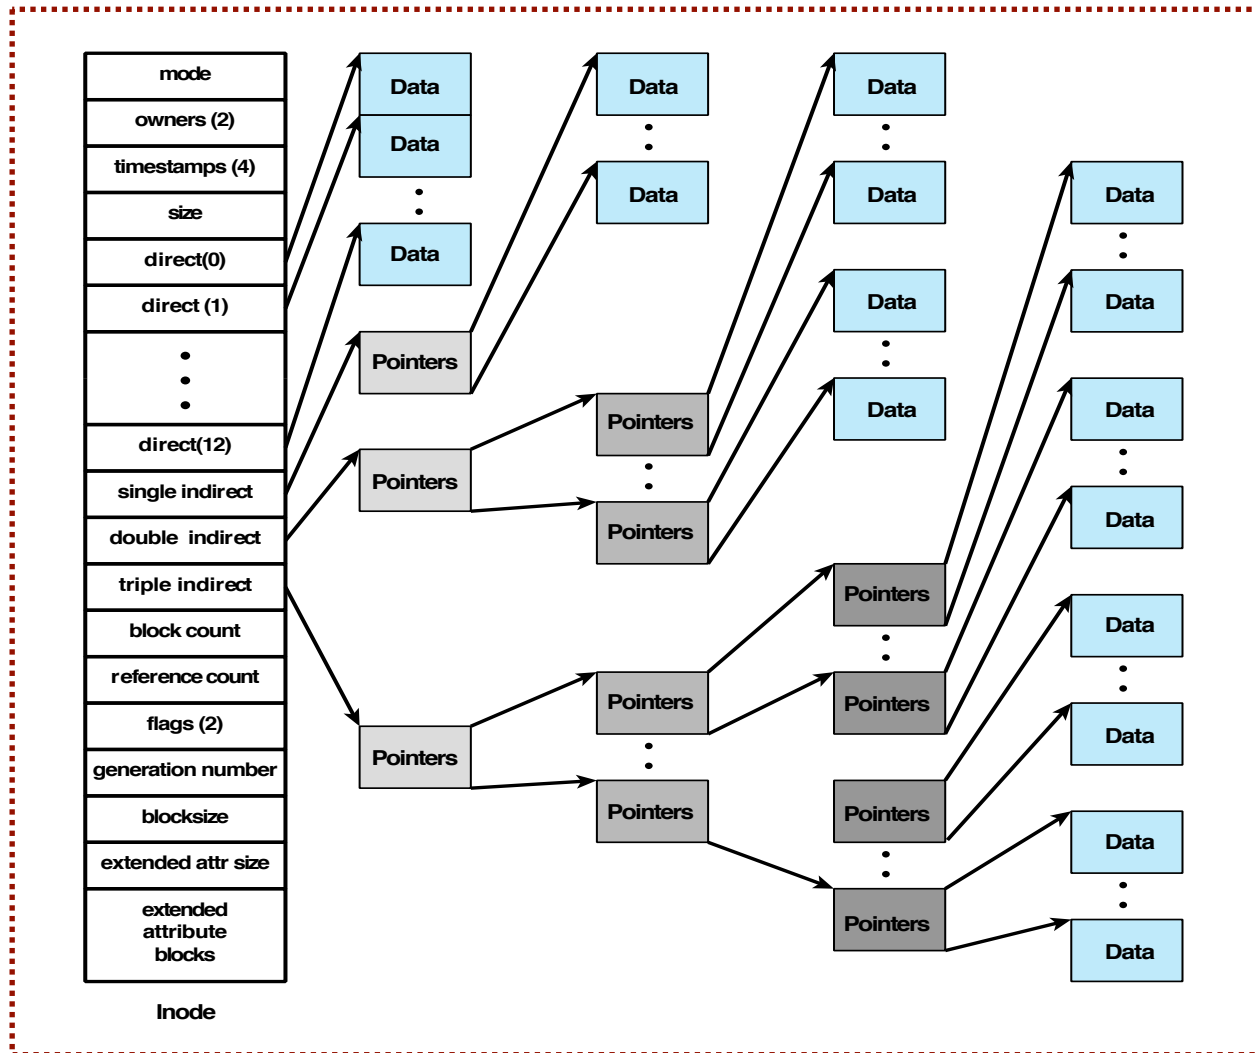 mode
owners (2)
timestamps (4)
size
direct(0)
direct (1)
direct(12)
single indirect
double indirect
triple indirect
block count
reference count
flags (2)
generation number
blocksize
extended attr size
extended
attribute
blocks
Inode
Data
Data
Data
Pointers
Pointers
Pointers
Data
Data
Pointers
Pointers
Pointers
Pointers
Data
Data
Data
Data
Pointers
Pointers
Pointers
Pointers
Data
Data
Data
Data
Data
Data
Data
Data